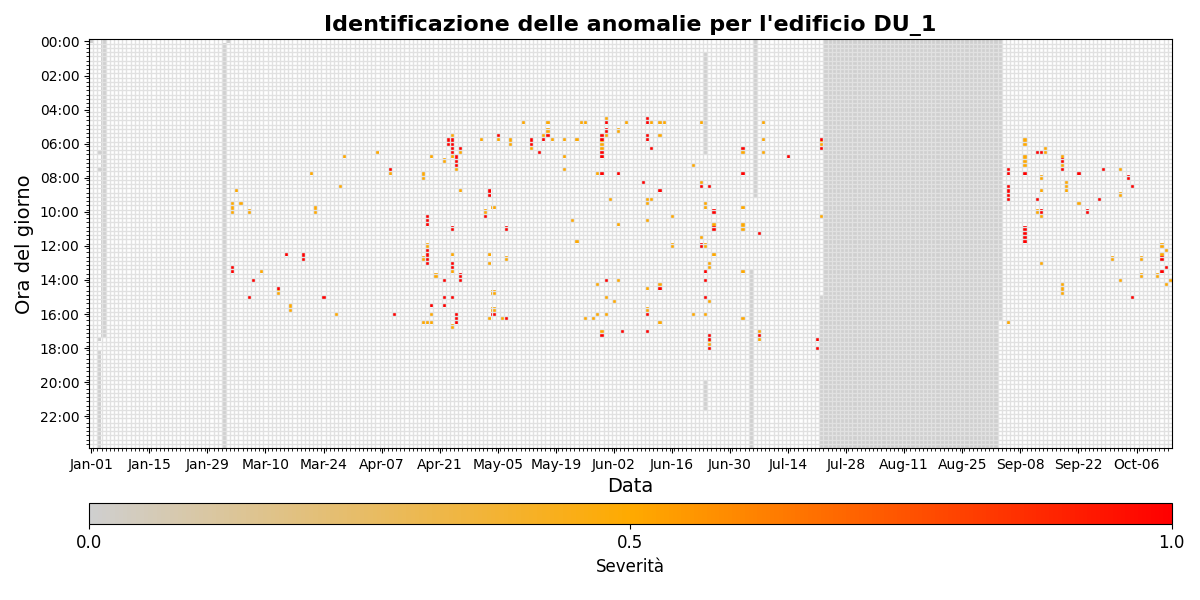 Identificazione delle anomalie per l'edificio DU_1
Ora del giorno
00:00
02:00
04:00
06:00
08:00
10:00
12:00
14:00
16:00
18:00
20:00
22:00
Jan-01 Jan-15 Jan-29 Mar-10 Mar-24 Apr-07 Apr-21 May-05 May-19 Jun-02 Jun-16 Jun-30 Jul-14 Jul-28 Aug-11 Aug-25 Sep-08 Sep-22 Oct-06
Data
0.0 0.5 1.0
Severità